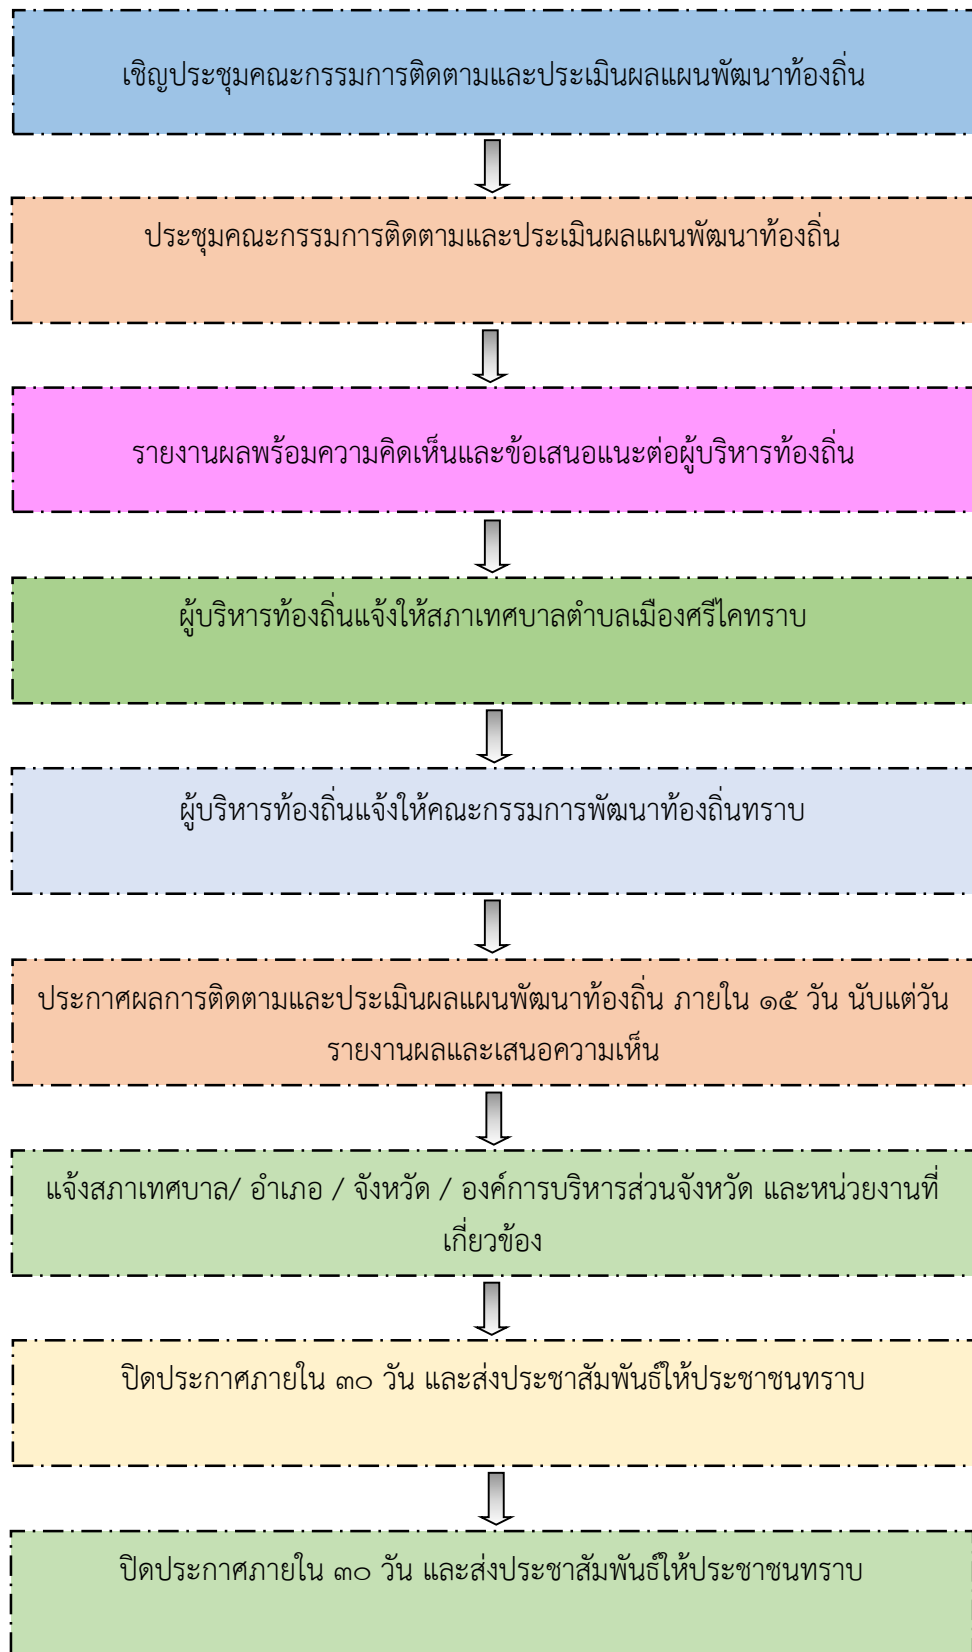 เชิญประชุมคณะกรรมการติดตามและประเมินผลแผนพัฒนาท้องถิ่น
ประชุมคณะกรรมการติดตามและประเมินผลแผนพัฒนาท้องถิ่น
รายงานผลพร้อมความคิดเห็นและข้อเสนอแนะต่อผู้บริหารท้องถิ่น
ผู้บริหารท้องถิ่นแจ้งให้สภาเทศบาลตำบลเมืองศรีไคทราบ
ผู้บริหารท้องถิ่นแจ้งให้คณะกรรมการพัฒนาท้องถิ่นทราบ
ประกาศผลการติดตามและประเมินผลแผนพัฒนาท้องถิ่น ภายใน ๑๕ วัน นับแต่วัน
รายงานผลและเสนอความเห็น
แจ้งสภาเทศบาล/ อำเภอ / จังหวัด / องค์การบริหารส่วนจังหวัด และหน่วยงานที่
เกี่ยวข้อง
ปิดประกาศภายใน ๓๐ วัน และส่งประชาสัมพันธ์ให้ประชาชนทราบ
ปิดประกาศภายใน ๓๐ วัน และส่งประชาสัมพันธ์ให้ประชาชนทราบ